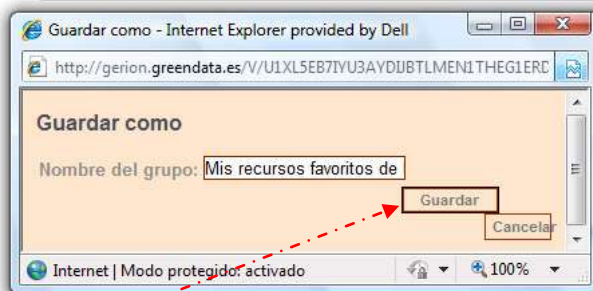 Guardar como - Internet Explorer provided by Dell
http://gerion.greendata.es/V/U1XL5EB7IYU3AYDIJBTLMEN1THEG1ERD
Guardar como
Nombre del grupo: Mis recursos favoritos de
Guardar
Cancelar
Internet | Modo protegido: activado 100%